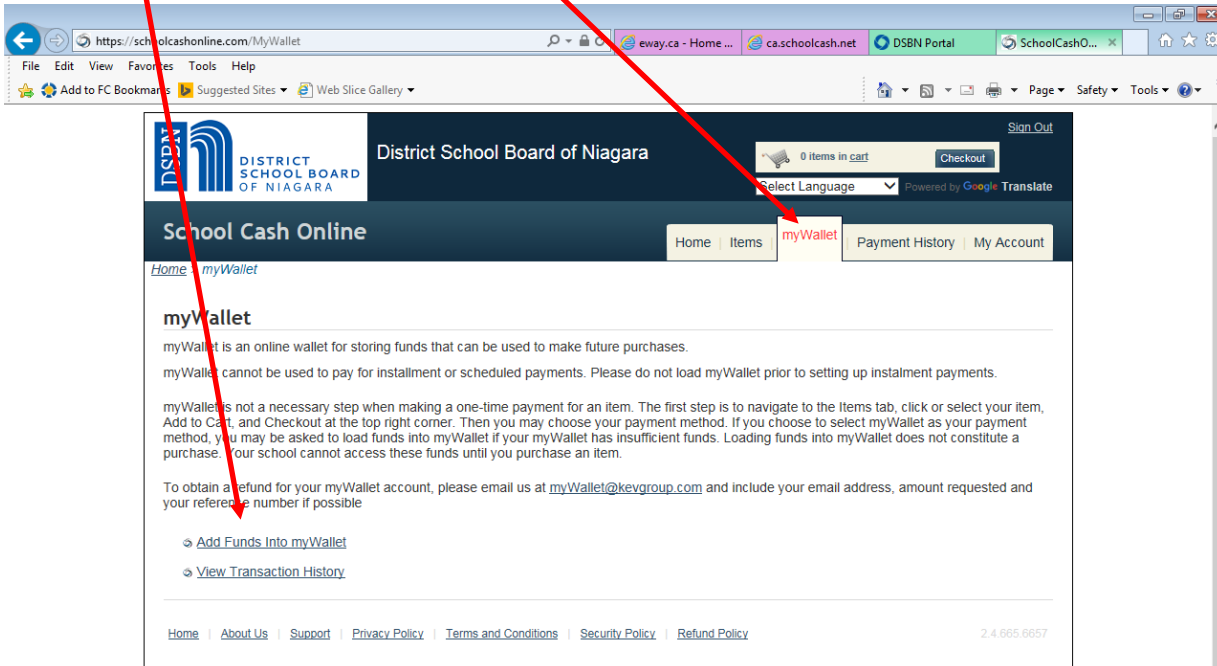 https://schoolcashonline.com/MyWallet
eway.ca - Home ...
ca.schoolcash.net
DSBN Portal
SchoolCashO...
File Edit View Favorites Tools Help
Add to FC Bookmarks
Suggested Sites
Web Slice Gallery
Page Safety Tools
DSBN
DISTRICT
SCHOOL BOARD
OF NIAGARA
District School Board of Niagara
Sign Out
0 items in cart
Checkout
Select Language
Powered by Google Translate
School Cash Online
Home | Items | myWallet | Payment History | My Account
Home > myWallet
myWallet
myWallet is an online wallet for storing funds that can be used to make future purchases.
myWallet cannot be used to pay for installment or scheduled payments. Please do not load myWallet prior to setting up instalment payments.
myWallet is not a necessary step when making a one-time payment for an item. The first step is to navigate to the Items tab, click or select your item,
Add to Cart, and Checkout at the top right corner. Then you may choose your payment method. If you choose to select myWallet as your payment
method, you may be asked to load funds into myWallet if your myWallet has insufficient funds. Loading funds into myWallet does not constitute a
purchase. Your school cannot access these funds until you purchase an item.
To obtain a refund for your myWallet account, please email us at myWallet@kevgroup.com and include your email address, amount requested and
your reference number if possible
Add Funds Into myWallet
View Transaction History
Home | About Us | Support | Privacy Policy | Terms and Conditions | Security Policy | Refund Policy
2.4.665.6657